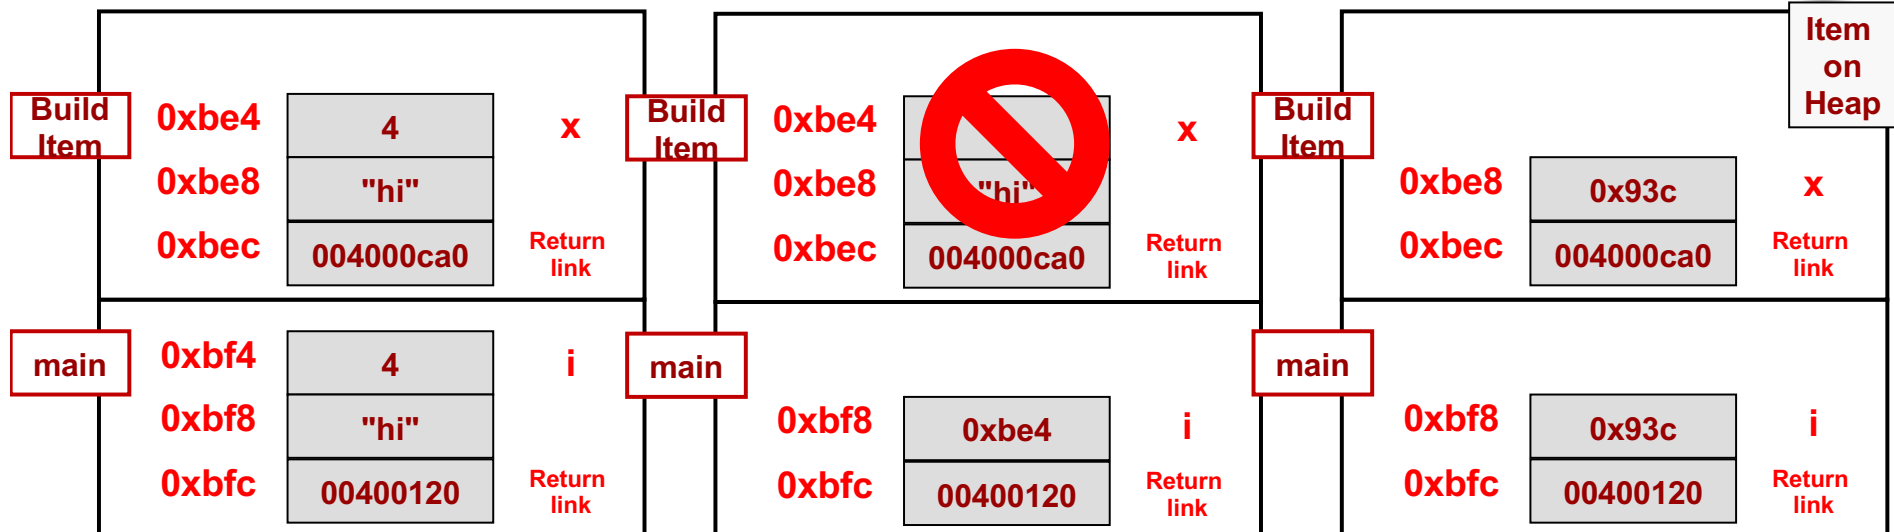 Build
Item
0xbe4
4
x
0xbe8
"hi"
0xbec
004000ca0
Return
link
main
0xbf4
4
i
0xbf8
"hi"
0xbfc
00400120
Return
link
Build
Item
0xbe4
x
0xbe8
"hi"
0xbec
004000ca0
Return
link
main
0xbf8
0xbe4
i
0xbfc
00400120
Return
link
Item
on
Heap
Build
Item
0xbe8
0x93c
x
0xbec
004000ca0
Return
link
main
0xbf8
0x93c
i
0xbfc
00400120
Return
link